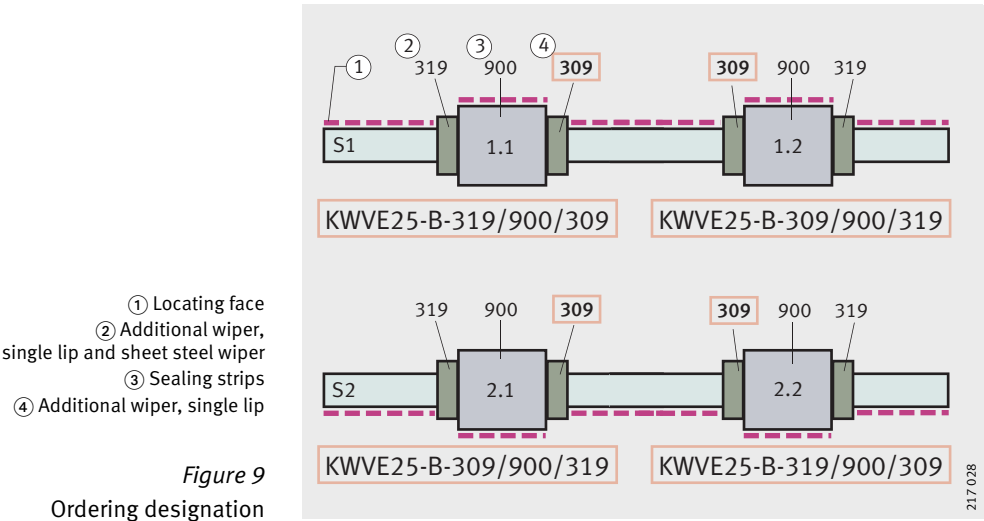 ② ③ ④
① 319 900 309 309 900 319
S1 1.1 1.2
KWVE25-B-319/900/309 KWVE25-B-309/900/319
319 900 309 309 900 319
S2 2.1 2.2
KWVE25-B-309/900/319 KWVE25-B-319/900/309
① Locating face
② Additional wiper,
single lip and sheet steel wiper
③ Sealing strips
④ Additional wiper, single lip
Figure 9
Ordering designation
217 028